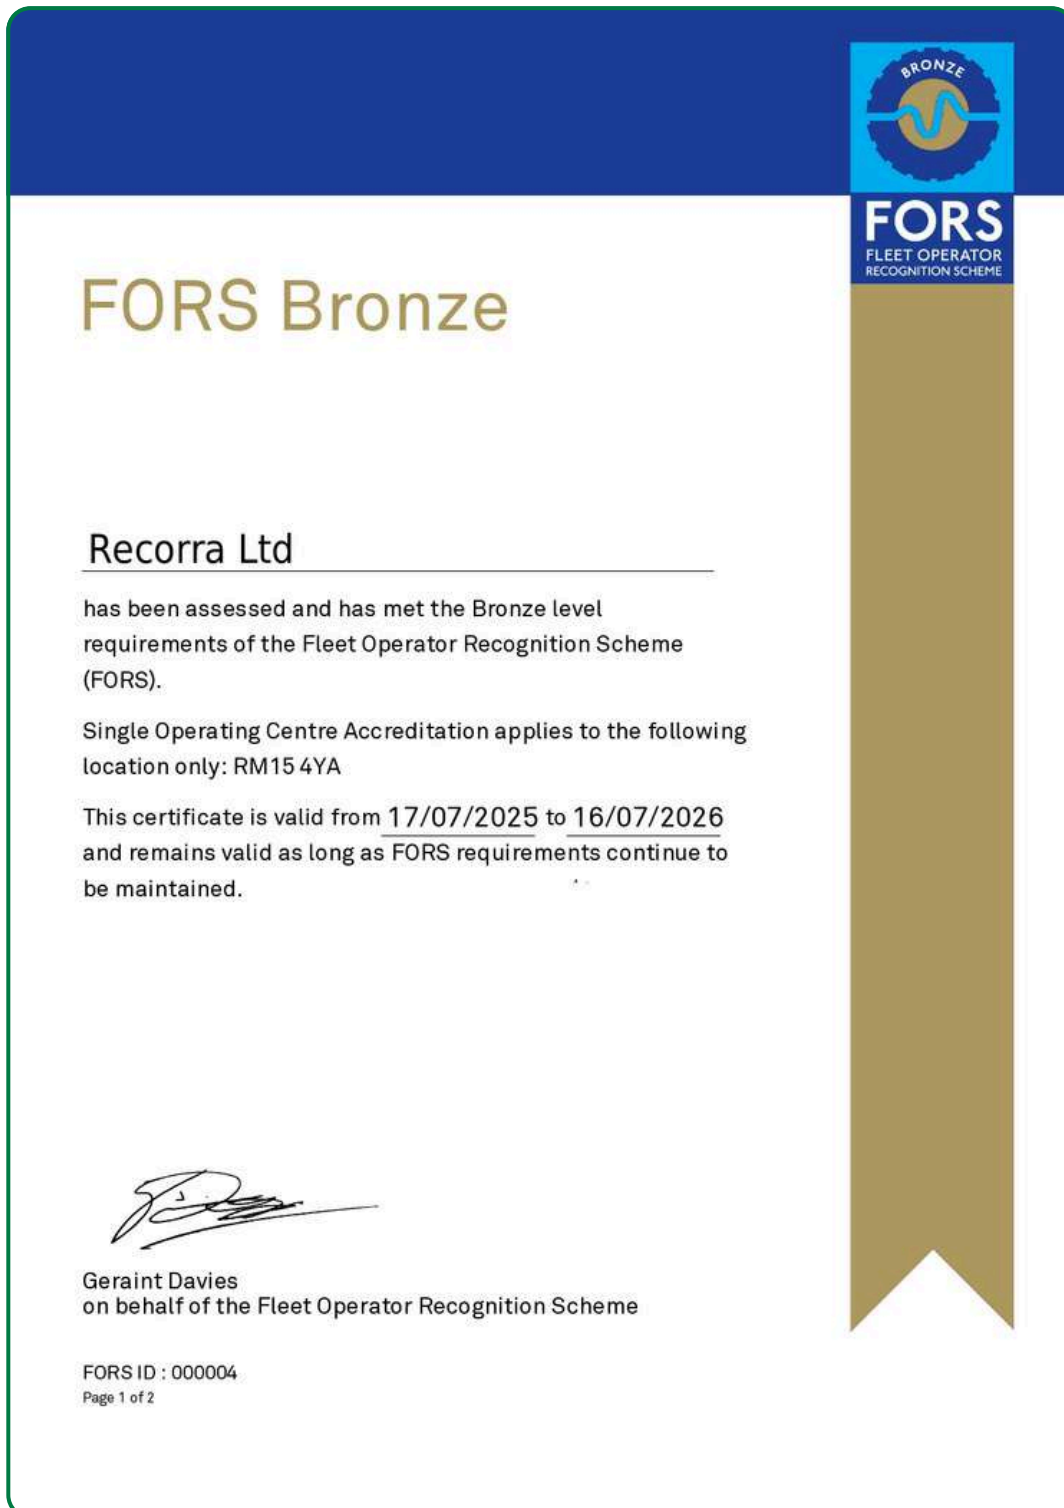 BRONZE
FORS
FLEET OPERATOR
RECOGNITION SCHEME
FORS Bronze
Recorra Ltd
has been assessed and has met the Bronze level
requirements of the Fleet Operator Recognition Scheme
(FORS).
Single Operating Centre Accreditation applies to the following
location only: RM15 4YA
This certificate is valid from 17/07/2025 to 16/07/2026
and remains valid as long as FORS requirements continue to
be maintained.
Geraint Davies
on behalf of the Fleet Operator Recognition Scheme
FORS ID : 000004
Page 1 of 2